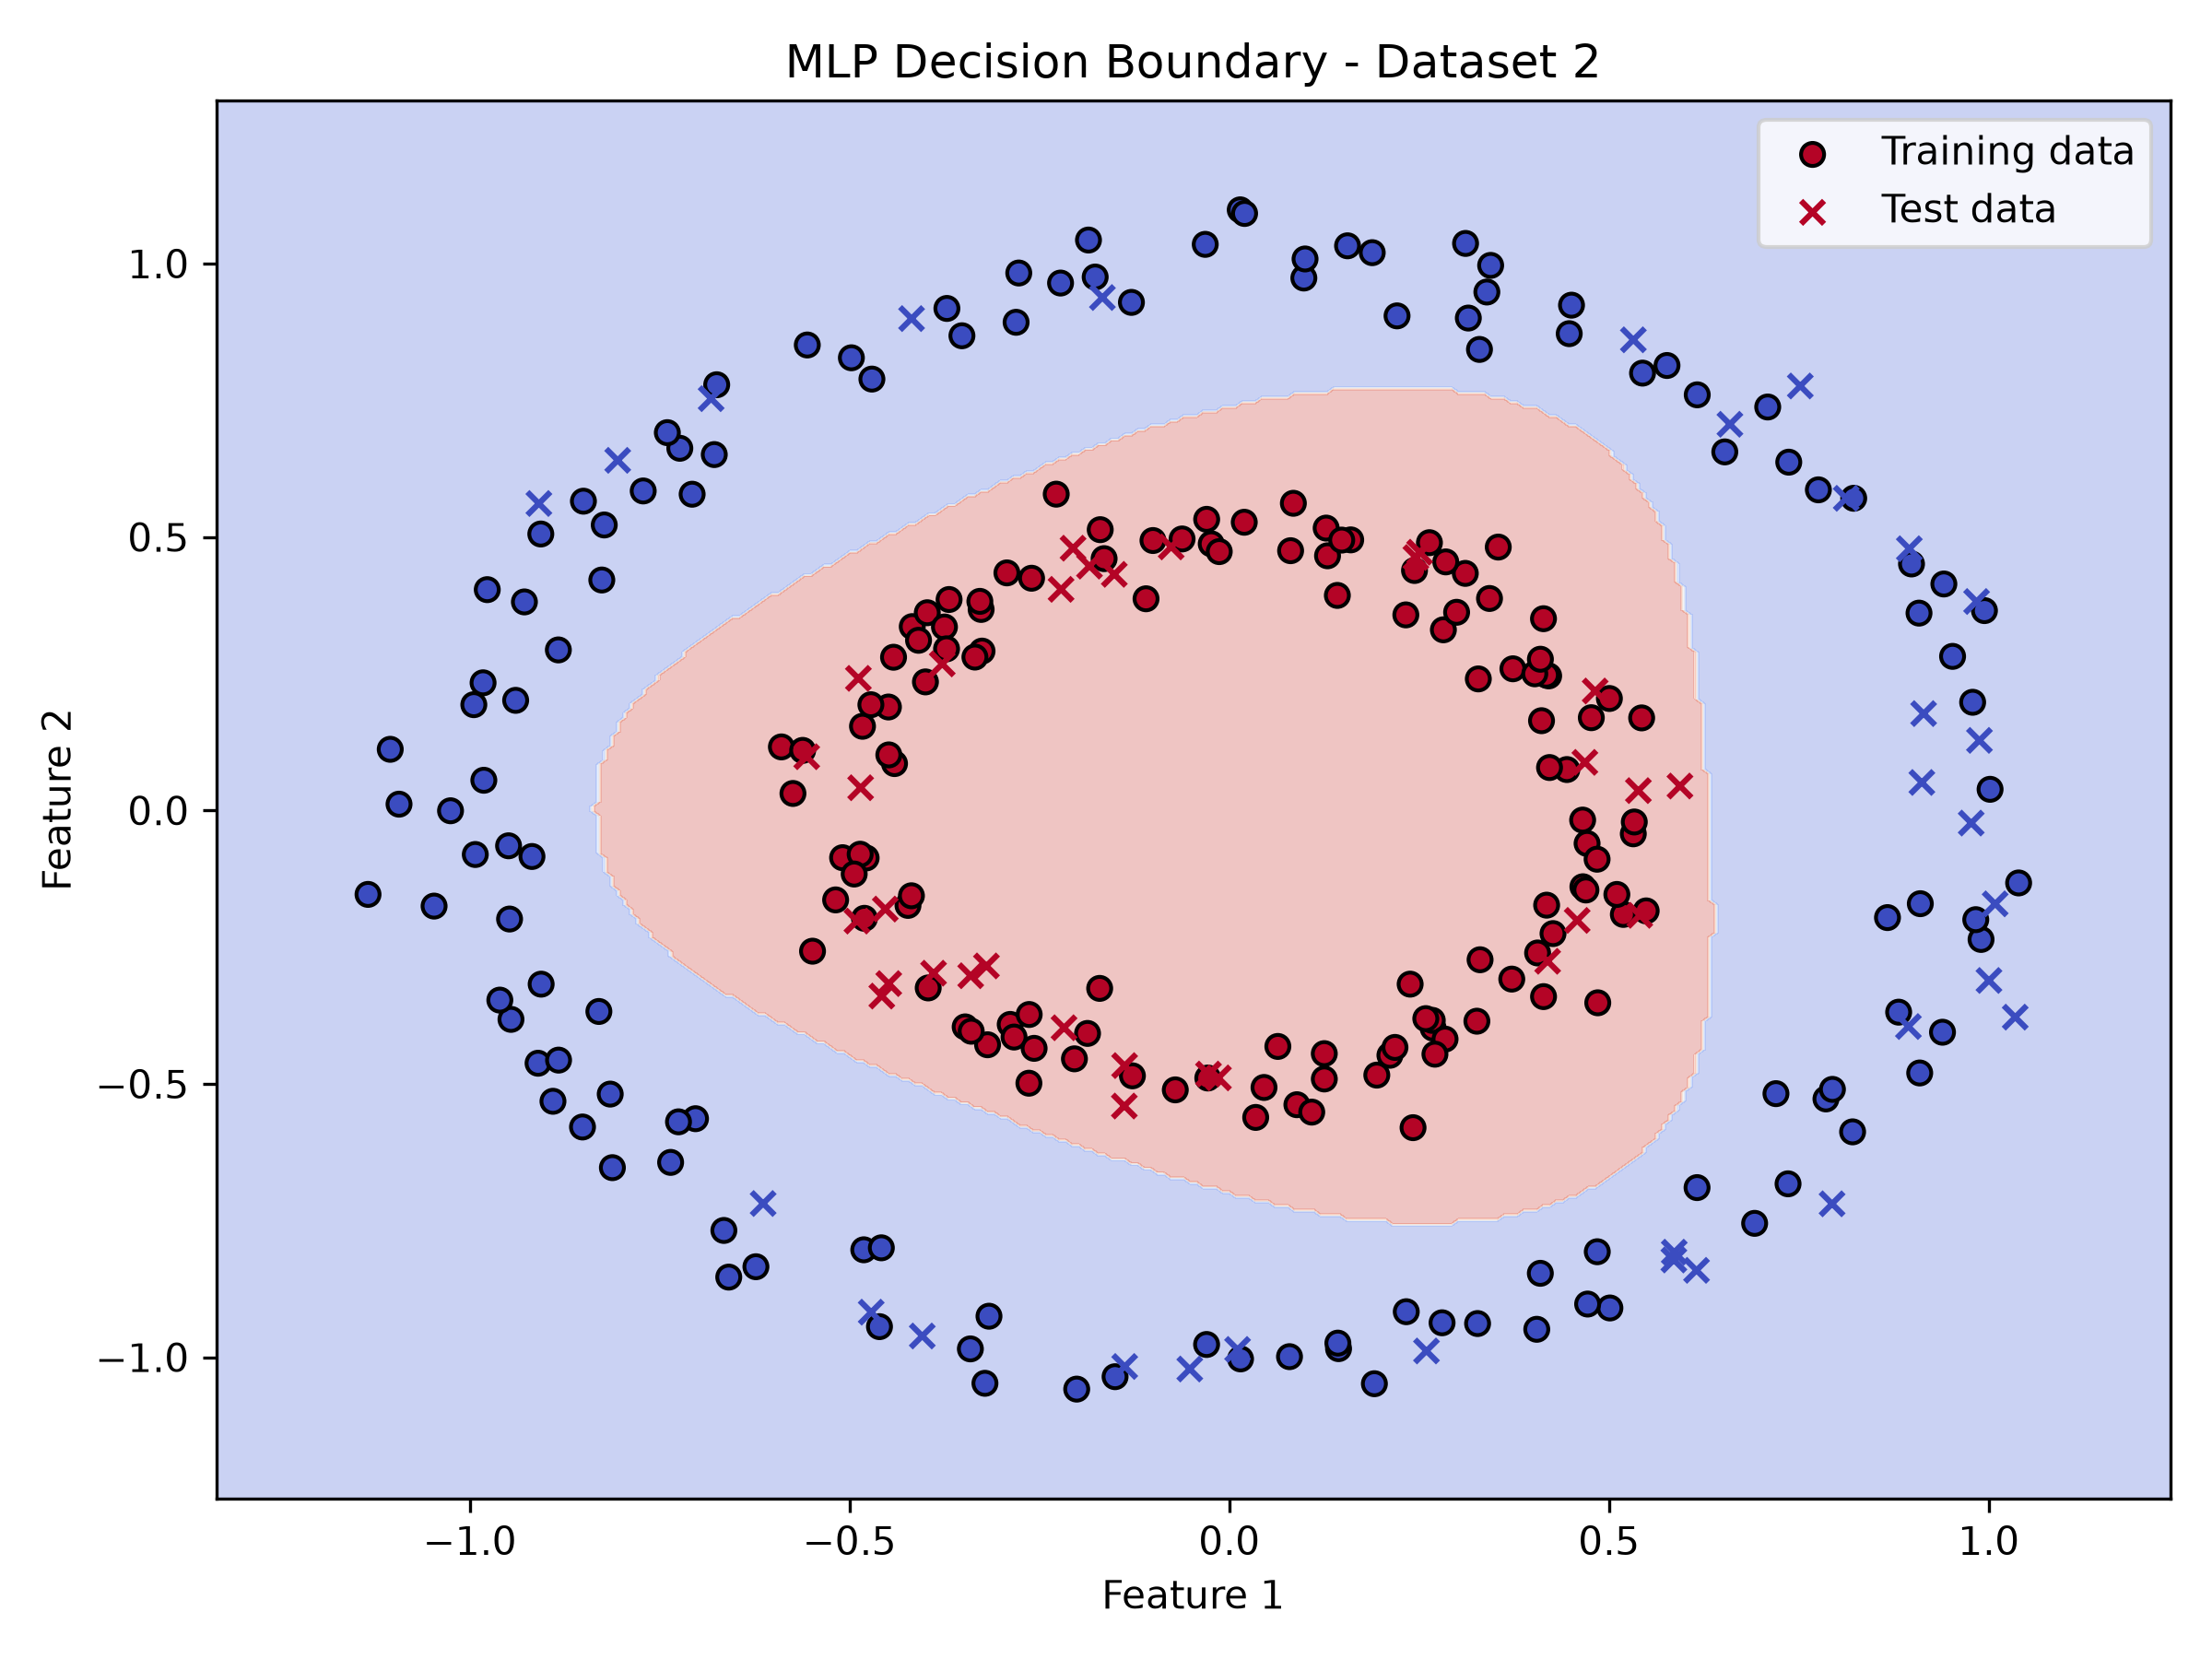 MLP Decision Boundary - Dataset 2
Training data
Test data
1.0
0.5
0.0
−0.5
−1.0
Feature 2
−1.0
−0.5
0.0
0.5
1.0
Feature 1